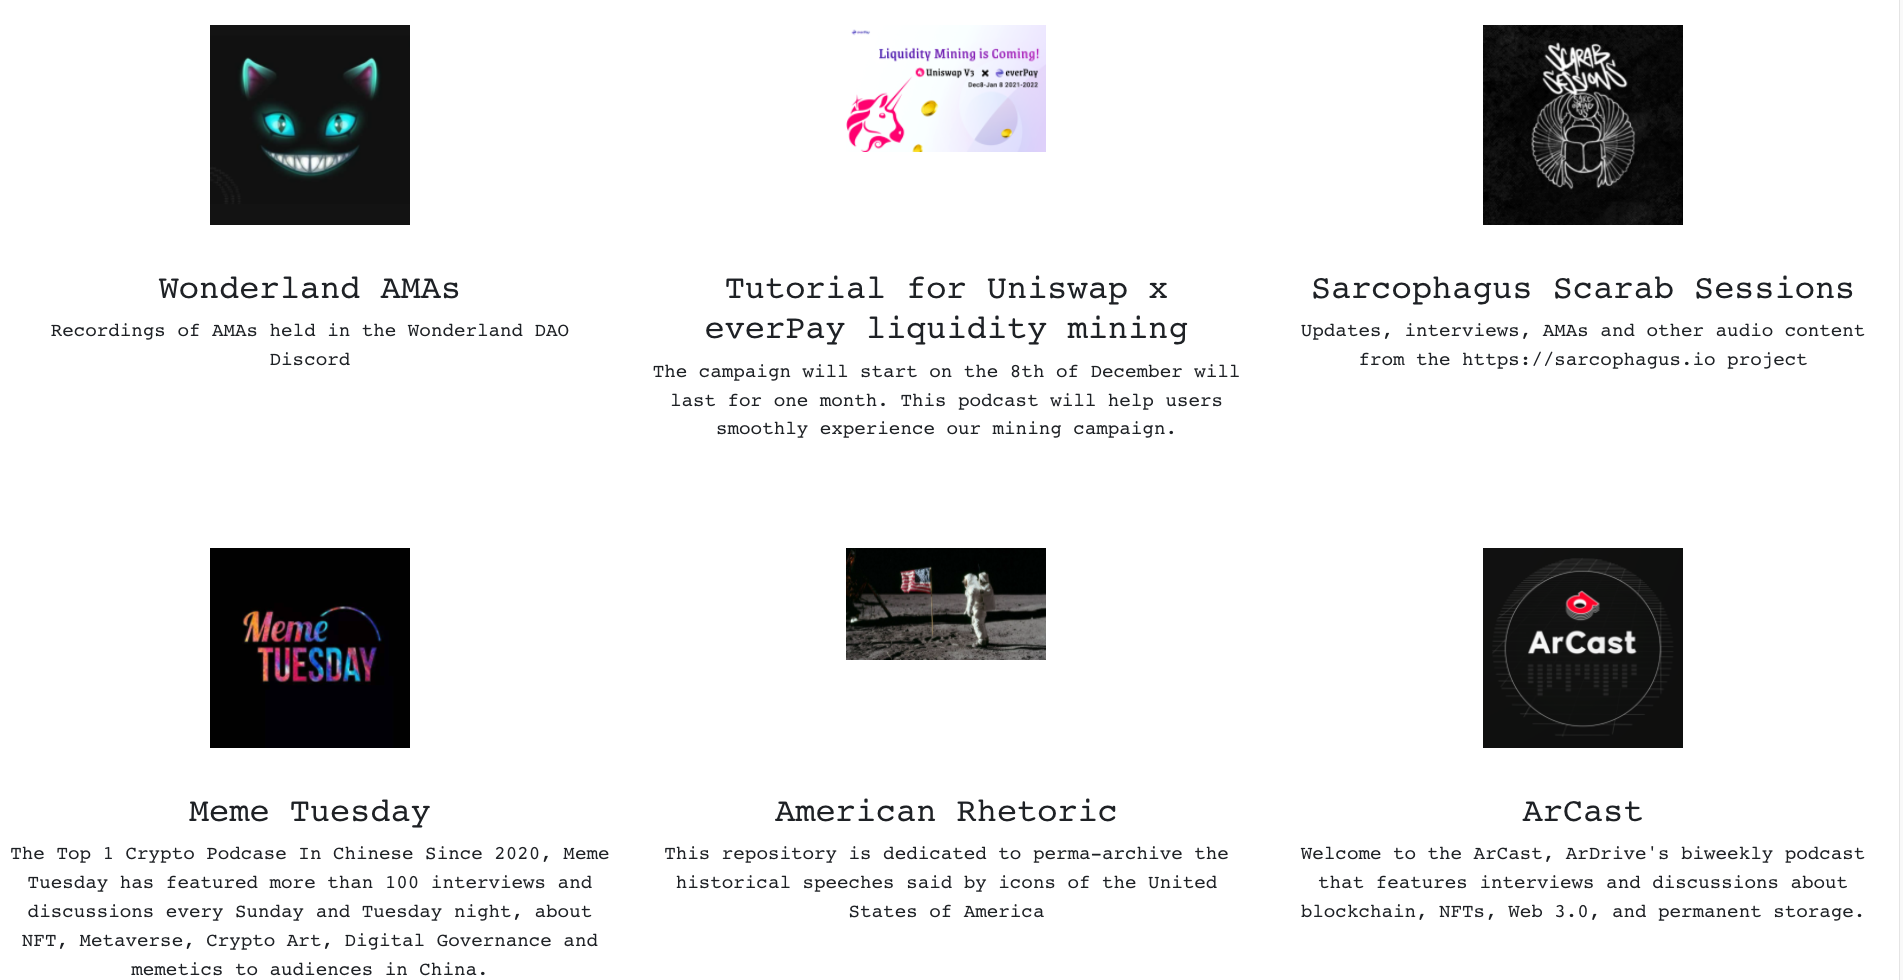 everPay
Liquidity Mining is Coming!
Uniswap V3 X everPay
Dec8-Jan 8 2021-2022
SCARAB
SESSIONS
Wonderland AMAs
Recordings of AMAs held in the Wonderland DAO
Discord
Tutorial for Uniswap x
everPay liquidity mining
The campaign will start on the 8th of December will
last for one month. This podcast will help users
smoothly experience our mining campaign.
Sarcophagus Scarab Sessions
Updates, interviews, AMAs and other audio content
from the https://sarcophagus.io project
Meme
TUESDAY
ArCast
Meme Tuesday
The Top 1 Crypto Podcase In Chinese Since 2020, Meme
Tuesday has featured more than 100 interviews and
discussions every Sunday and Tuesday night, about
NFT, Metaverse, Crypto Art, Digital Governance and
memetics to audiences in China.
American Rhetoric
This repository is dedicated to perma-archive the
historical speeches said by icons of the United
States of America
ArCast
Welcome to the ArCast, ArDrive's biweekly podcast
that features interviews and discussions about
blockchain, NFTs, Web 3.0, and permanent storage.